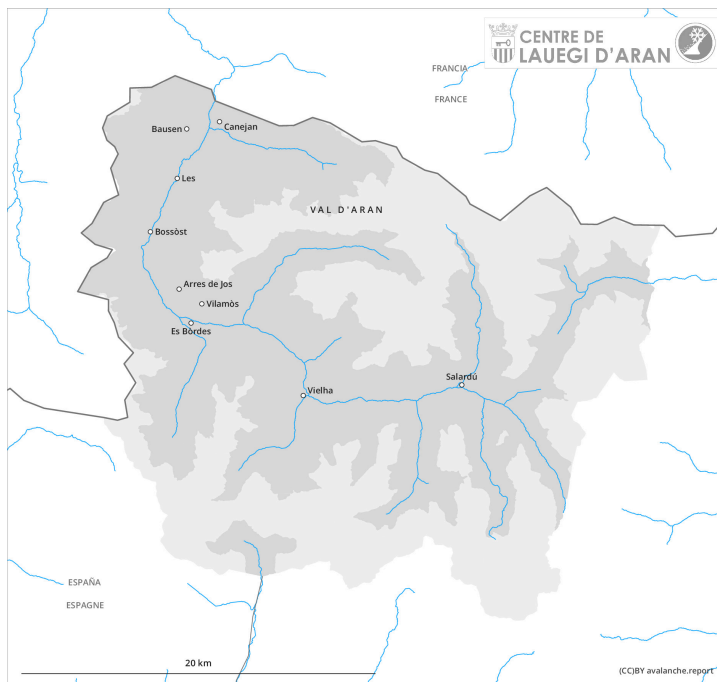 CENTRE DE
LAUEGI D'ARAN
FRANCIA
FRANCE
Bausen
Canejan
Les
VAL D'ARAN
Bossòst
Arres de Jos
Vilamòs
Es Bòrdes
Vielha
Salardú
ESPAÑA
ESPAGNE
20 km
(CC)BY avalanche.report